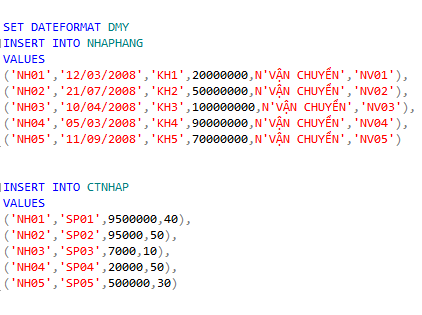 SET DATEFORMAT DMY
INSERT INTO NHAPHANG
VALUES
('NH01','12/03/2008','KH1',20000000,N'VẬN CHUYỂN','NV01'),
('NH02','21/07/2008','KH2',50000000,N'VẬN CHUYỂN','NV02'),
('NH03','10/04/2008','KH3',100000000,N'VẬN CHUYỂN','NV03'),
('NH04','05/03/2008','KH4',90000000,N'VẬN CHUYỂN','NV04'),
('NH05','11/09/2008','KH5',70000000,N'VẬN CHUYỂN','NV05')
INSERT INTO CTNHAP
VALUES
('NH01','SP01',9500000,40),
('NH02','SP02',95000,50),
('NH03','SP03',7000,10),
('NH04','SP04',20000,50),
('NH05','SP05',500000,30)